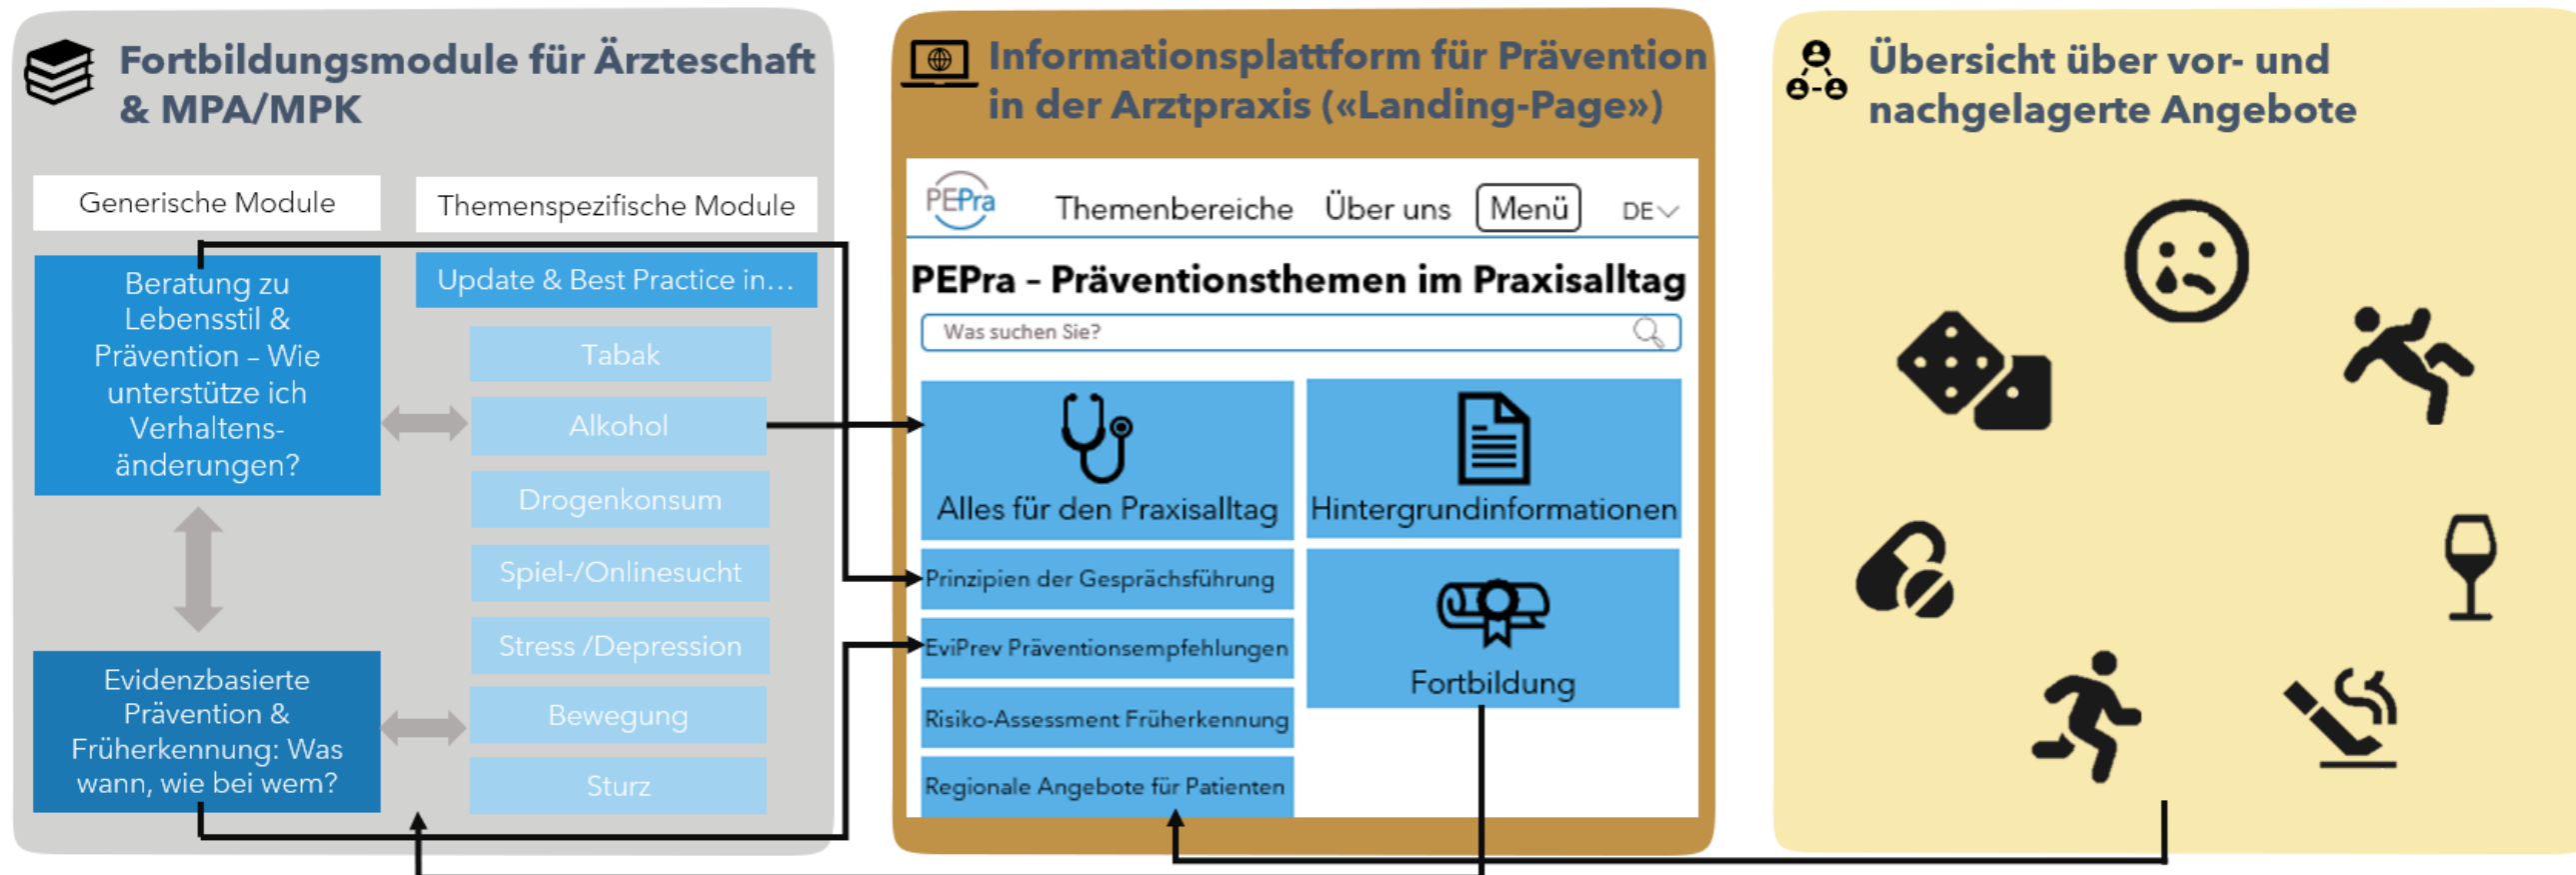 Fortbildungsmodule für Ärzteschaft
& MPA/MPK
Generische Module
Themenspezifische Module
Beratung zu
Lebensstil &
Prävention – Wie
unterstütze ich
Verhaltens-
änderungen?
Evidenzbasierte
Prävention &
Früherkennung: Was
wann, wie bei wem?
Update & Best Practice in…
Tabak
Alkohol
Drogenkonsum
Spiel-/Onlinesucht
Stress /Depression
Bewegung
Sturz
Informationsplattform für Prävention
in der Arztpraxis («Landing-Page»)
PEPra
Themenbereiche
Über uns
Menü
DE
PEPra – Präventionsthemen im Praxisalltag
Was suchen Sie?
Alles für den Praxisalltag
Hintergrundinformationen
Prinzipien der Gesprächsführung
EviPrev Präventionsempfehlungen
Risiko-Assessment Früherkennung
Regionale Angebote für Patienten
Fortbildung
Übersicht über vor- und
nachgelagerte Angebote